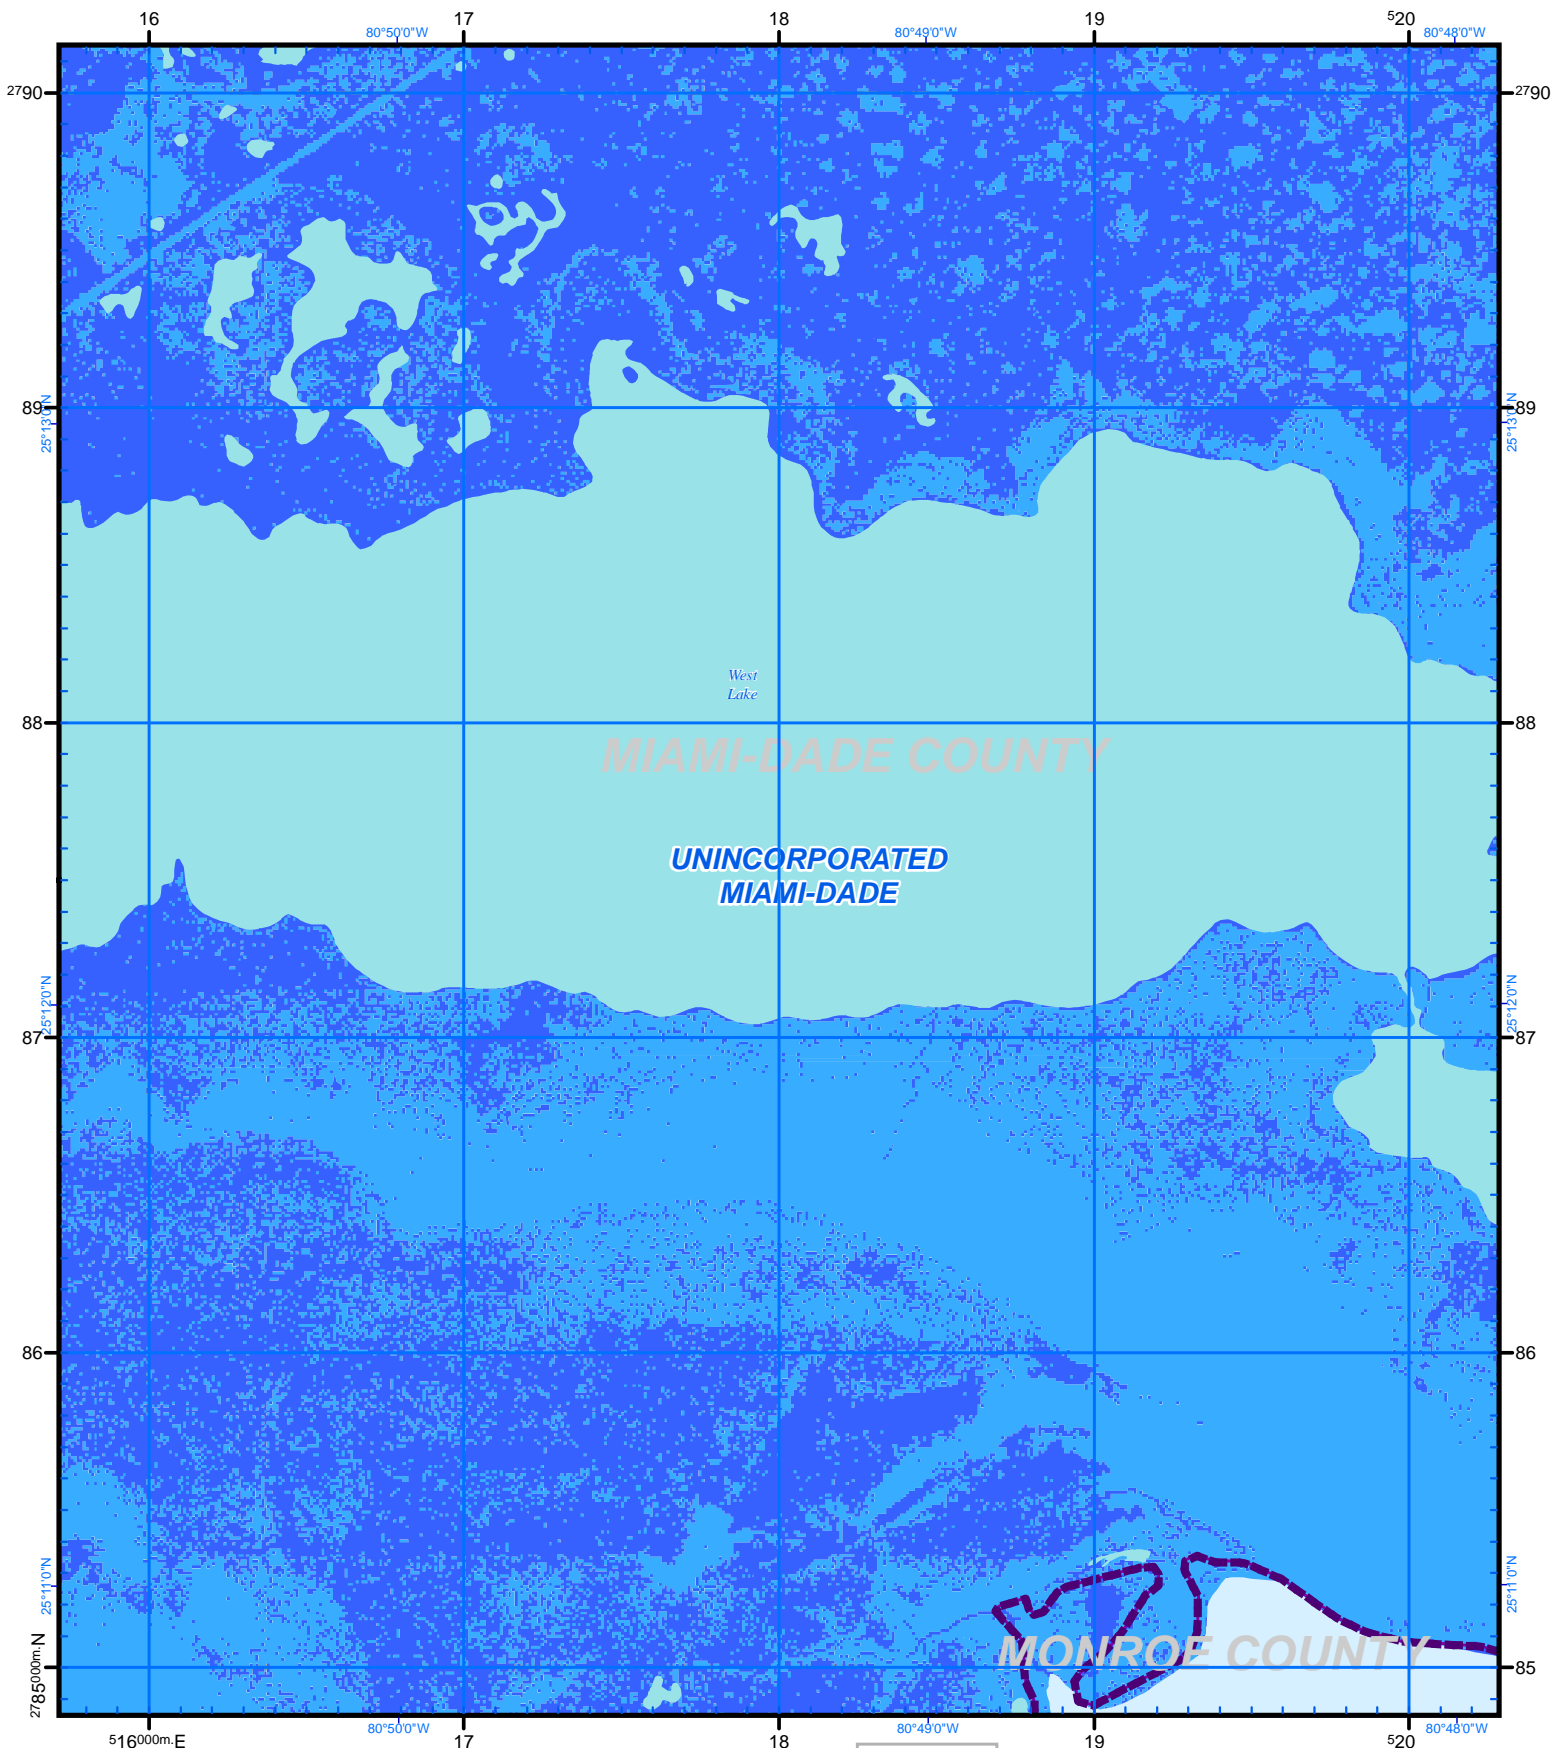 16 17 18 19 520
80°50'0"W 80°49'0"W 80°48'0"W
2790 2790
89 89
25°13'0"N 25°13'0"N
West
Lake
88 88
MIAMI-DADE COUNTY
UNINCORPORATED
MIAMI-DADE
25°12'0"N 25°12'0"N
87 87
86 86
25°11'0"N 25°11'0"N
MONROE COUNTY
2785000m.N 85
80°50'0"W 80°49'0"W 80°48'0"W
516000m.E 17 18 19 520